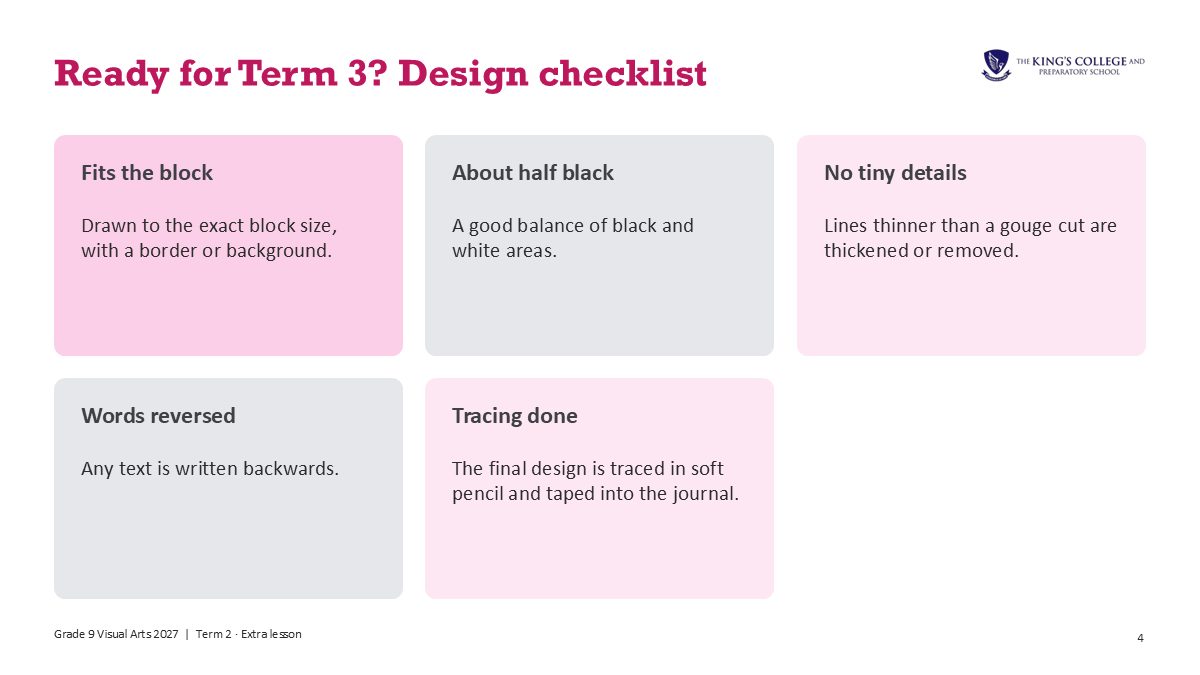 Ready for Term 3? Design checklist
THE KING'S COLLEGE AND
PREPARATORY SCHOOL
Fits the block
Drawn to the exact block size,
with a border or background.
About half black
A good balance of black and
white areas.
No tiny details
Lines thinner than a gouge cut are
thickened or removed.
Words reversed
Any text is written backwards.
Tracing done
The final design is traced in soft
pencil and taped into the journal.
Grade 9 Visual Arts 2027 | Term 2 · Extra lesson
4